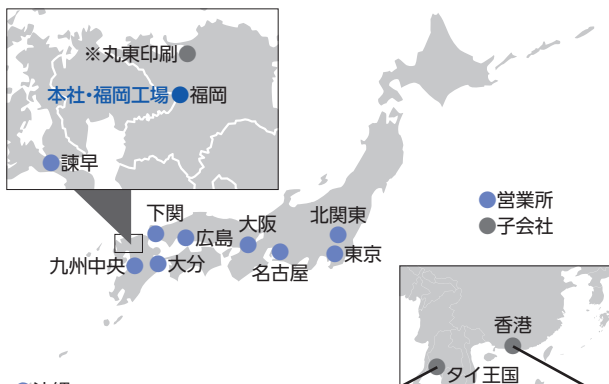 ※丸東印刷
本社・福岡工場 福岡
諫早
下関
広島
大阪
北関東
九州中央
大分
名古屋
東京
営業所
子会社
香港
タイ王国